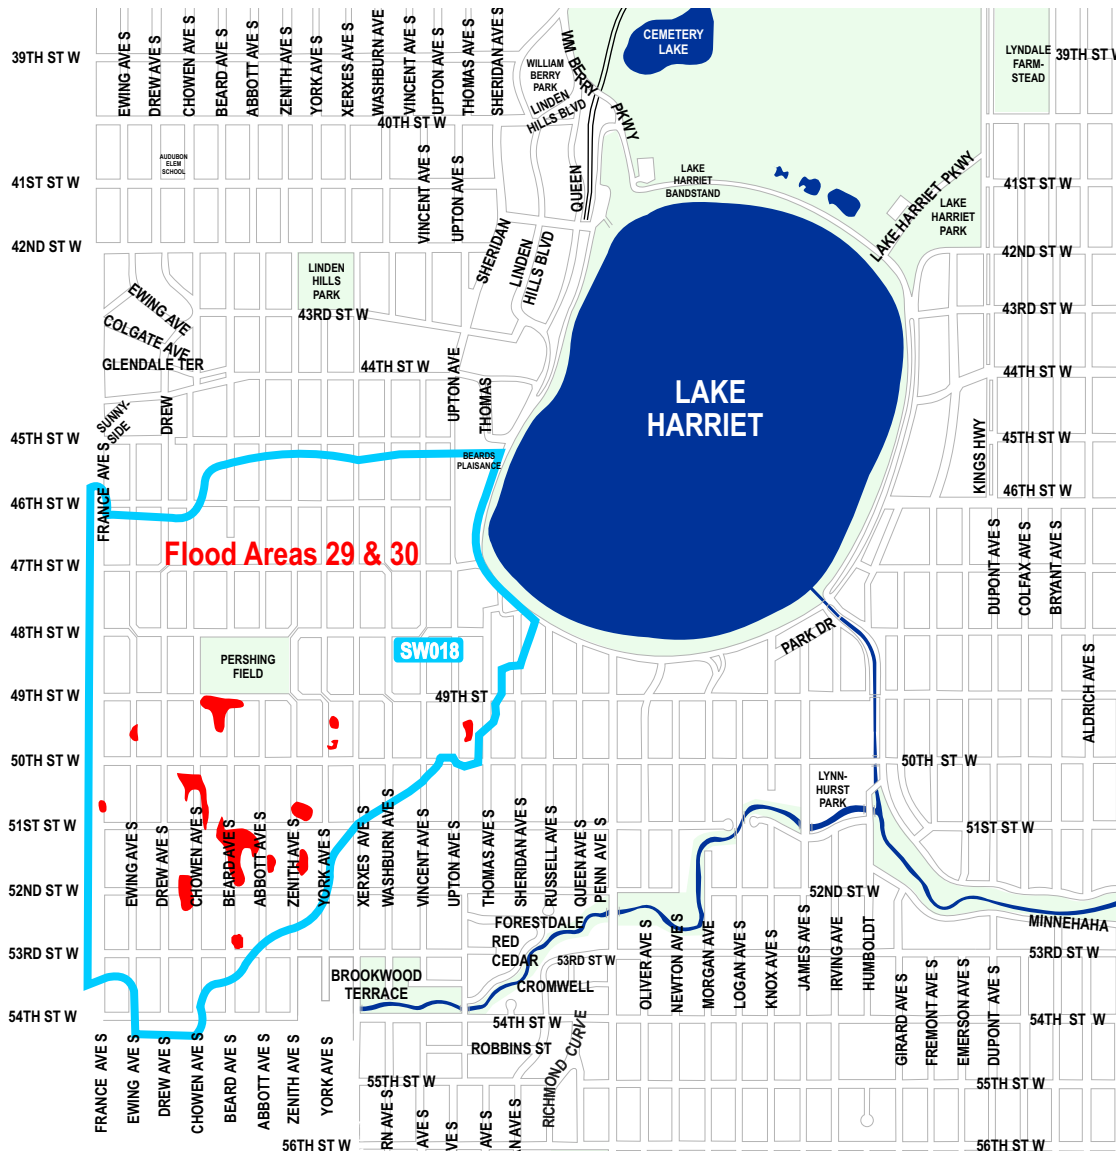 EWING AVE S
DREW AVE S
CHOWEN AVE S
BEARD AVE S
ABBOTT AVE S
ZENITH AVE S
YORK AVE S
XERXES AVE S
WASHBURN AVE
VINCENT AVE S
UPTON AVE S
THOMAS AVE S
SHERIDAN AVE S
WM BERRY PKWY
CEMETERY
LAKE
LYNDALE
FARM-
STEAD
39TH ST W
39TH ST W
WILLIAM
BERRY
PARK
LINDEN
HILLS BLVD
40TH ST W
AUDUBON
ELEM
SCHOOL
VINCENT AVE S
UPTON AVE S
QUEEN
LAKE
HARRIET
BANDSTAND
LAKE HARRIET PKWY
41ST ST W
41ST ST W
LAKE
HARRIET
PARK
42ND ST W
42ND ST W
SHERIDAN
LINDEN
HILLS BLVD
LINDEN
HILLS
PARK
EWING AVE
COLGATE AVE
GLENDALE TER
43RD ST W
43RD ST W
44TH ST W
44TH ST W
UPTON AVE
THOMAS
LAKE
HARRIET
SUNNY-
SIDE
DREW
45TH ST W
45TH ST W
FRANCE AVE S
BEARDS
PLAISANCE
KINGS HWY
46TH ST W
46TH ST W
Flood Areas 29 & 30
47TH ST W
DUPONT AVE S
COLFAX AVE S
BRYANT AVE S
48TH ST W
SW018
PARK DR
PERSHING
FIELD
49TH ST W
49TH ST
ALDRICH AVE S
50TH ST W
50TH ST W
LYNN-
HURST
PARK
51ST ST W
51ST ST W
EWING AVE S
DREW AVE S
CHOWEN AVE S
BEARD AVE S
ABBOTT AVE S
ZENITH AVE S
YORK AVE S
XERXES AVE S
WASHBURN AVE S
VINCENT AVE S
UPTON AVE S
THOMAS AVE S
SHERIDAN AVE S
RUSSELL AVE S
QUEEN AVE S
PENN AVE S
52ND ST W
52ND ST W
FORESTDALE
RED
CEDAR
53RD ST W
53RD ST W
53RD ST W
MINNEHAHA
OLIVER AVE S
NEWTON AVE S
MORGAN AVE
LOGAN AVE S
KNOX AVE S
JAMES AVE S
IRVING AVE
HUMBOLDT
BROOKWOOD
TERRACE
CROMWELL
54TH ST W
54TH ST W
54TH ST W
GIRARD AVE S
FREMONT AVE S
EMERSON AVE S
DUPONT AVE S
ROBBINS ST
RICHMOND CURVE
FRANCE AVE S
EWING AVE S
DREW AVE S
CHOWEN AVE S
BEARD AVE S
ABBOTT AVE S
ZENITH AVE S
YORK AVE S
55TH ST W
55TH ST W
RN AVE S
AVE S
VE S
AVE S
N AVE S
56TH ST W
56TH ST W